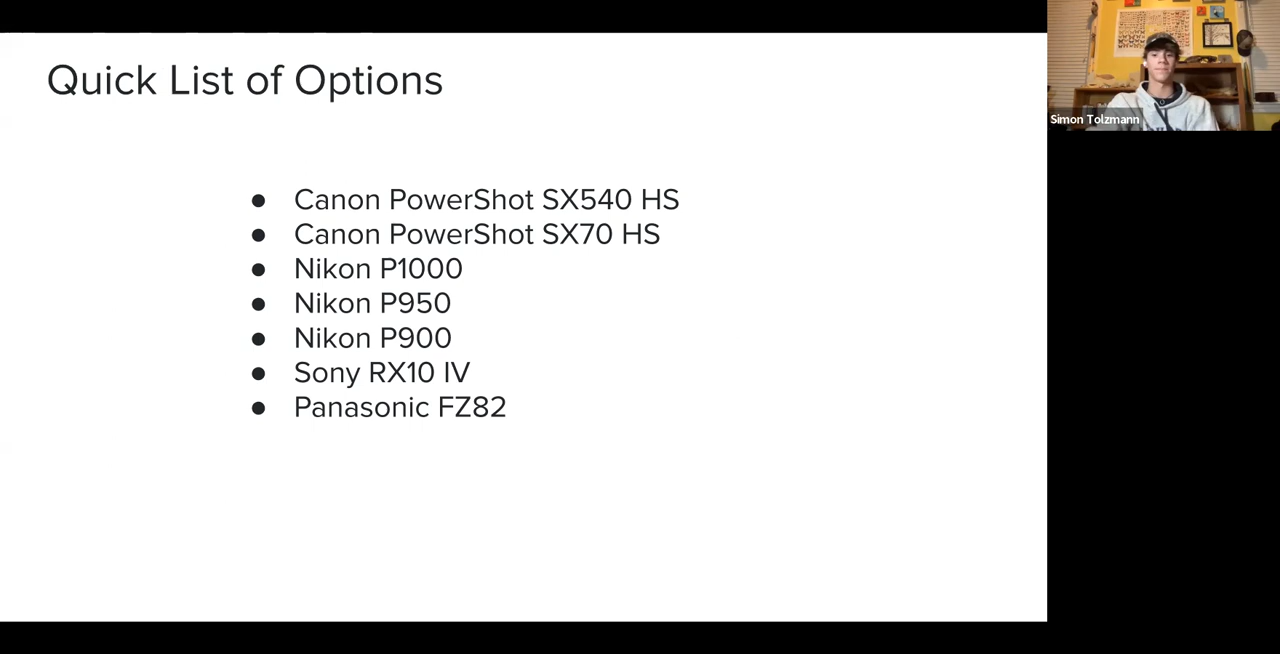 Quick List of Options
● Canon PowerShot SX540 HS
● Canon PowerShot SX70 HS
● Nikon P1000
● Nikon P950
● Nikon P900
● Sony RX10 IV
● Panasonic FZ82
Simon Tolzmann